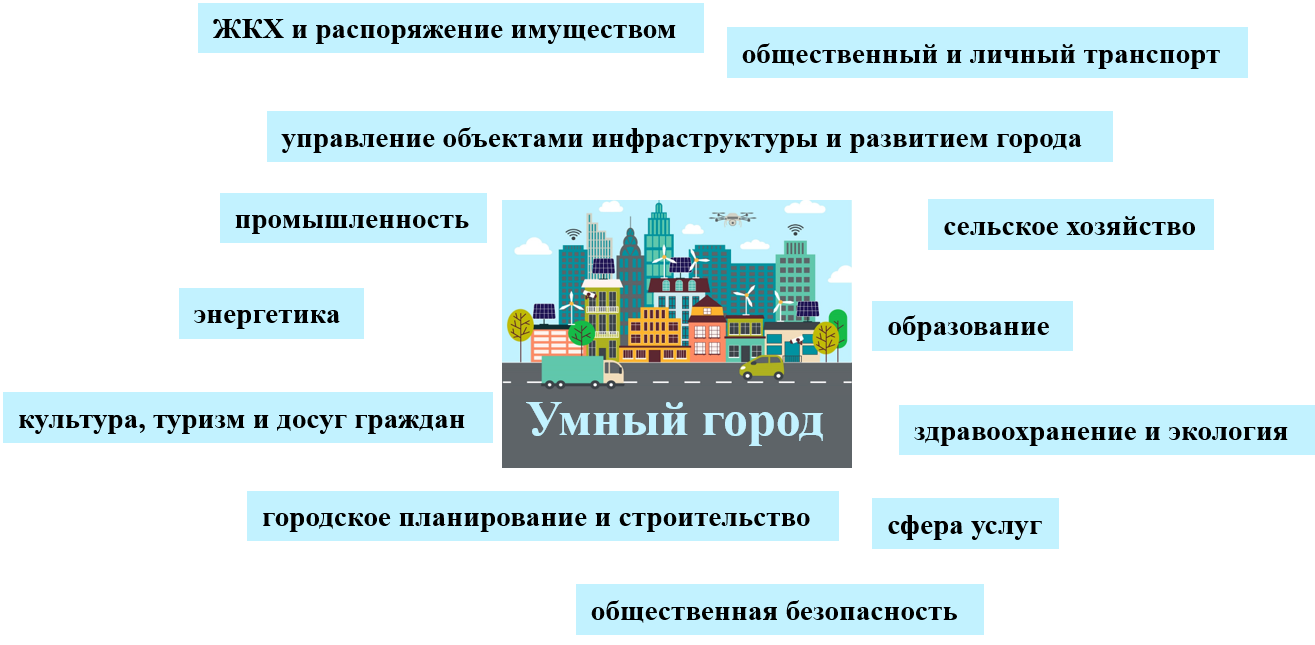 ЖКХ и распоряжение имуществом
общественный и личный транспорт
управление объектами инфраструктуры и развитием города
промышленность
сельское хозяйство
энергетика
образование
культура, туризм и досуг граждан
Умный город
здравоохранение и экология
городское планирование и строительство
сфера услуг
общественная безопасность